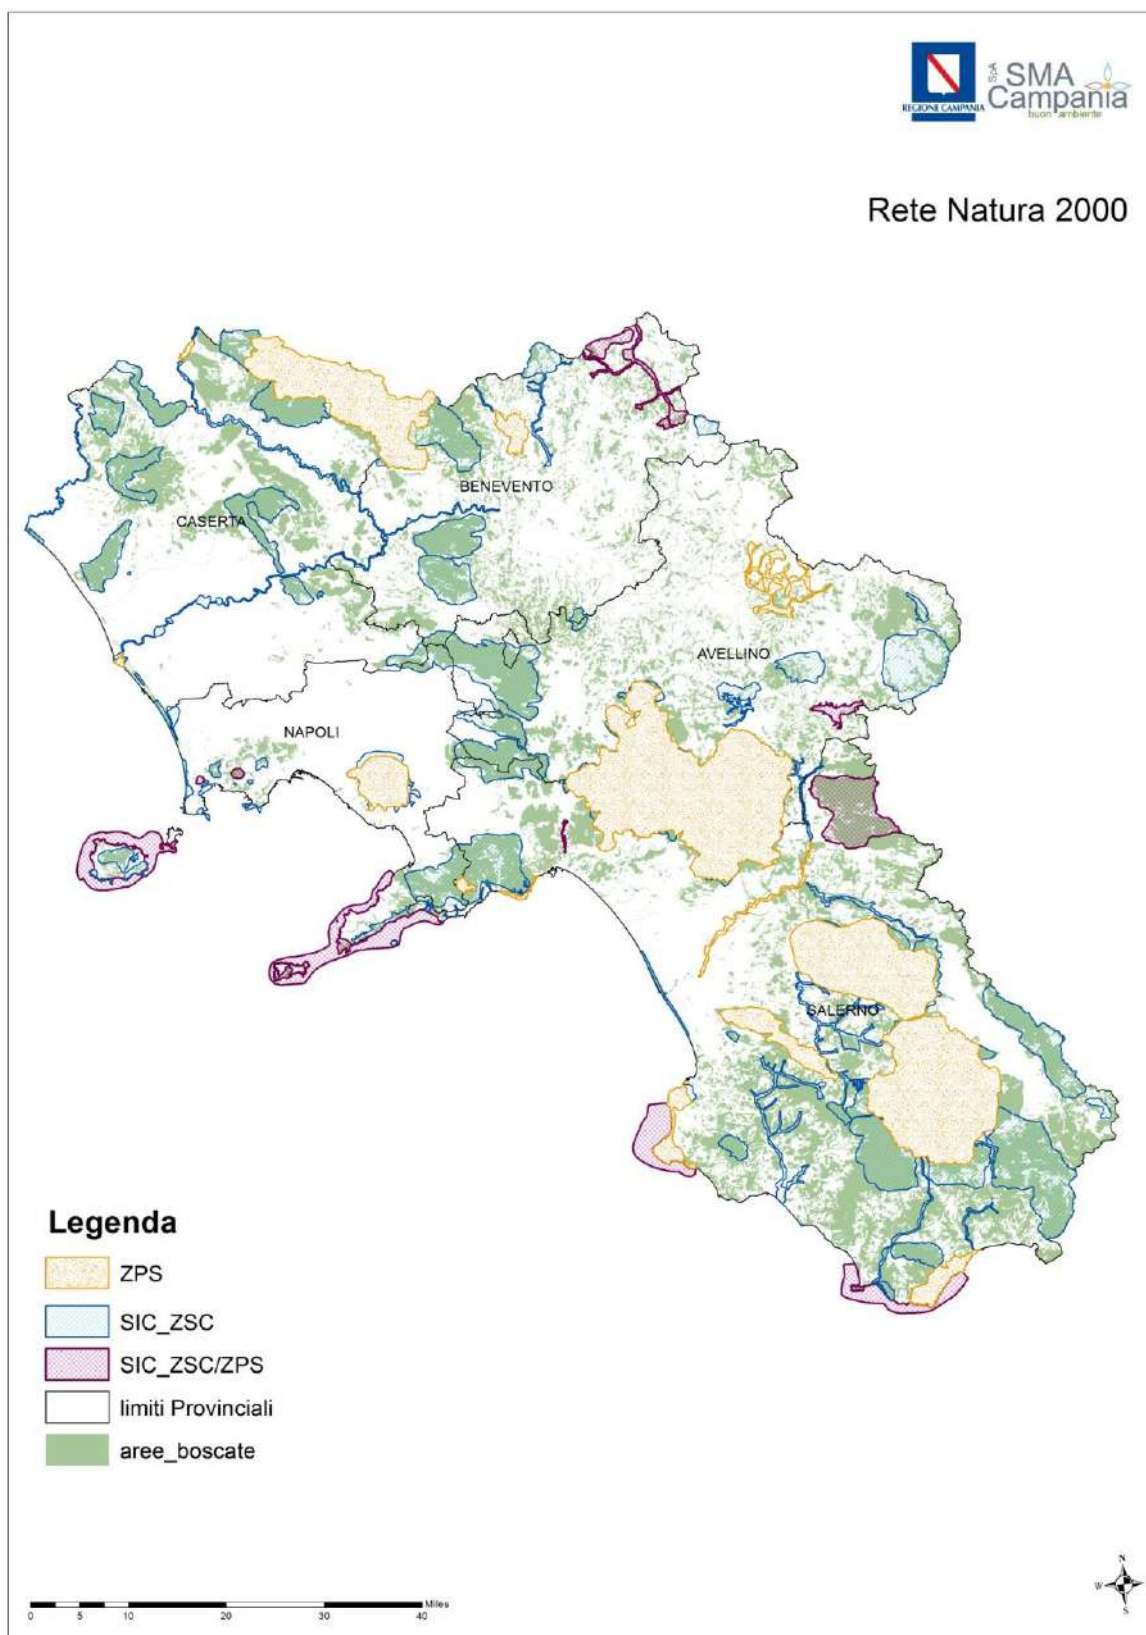 REGIONE CAMPANIA
SpA SMA
Campania
buon ambiente
Rete Natura 2000
BENEVENTO
CASERTA
AVELLINO
NAPOLI
SALERNO
Legenda
ZPS
SIC_ZSC
SIC_ZSC/ZPS
limiti Provinciali
aree_boscate
Miles
0 5 10 20 30 40
N
W
S